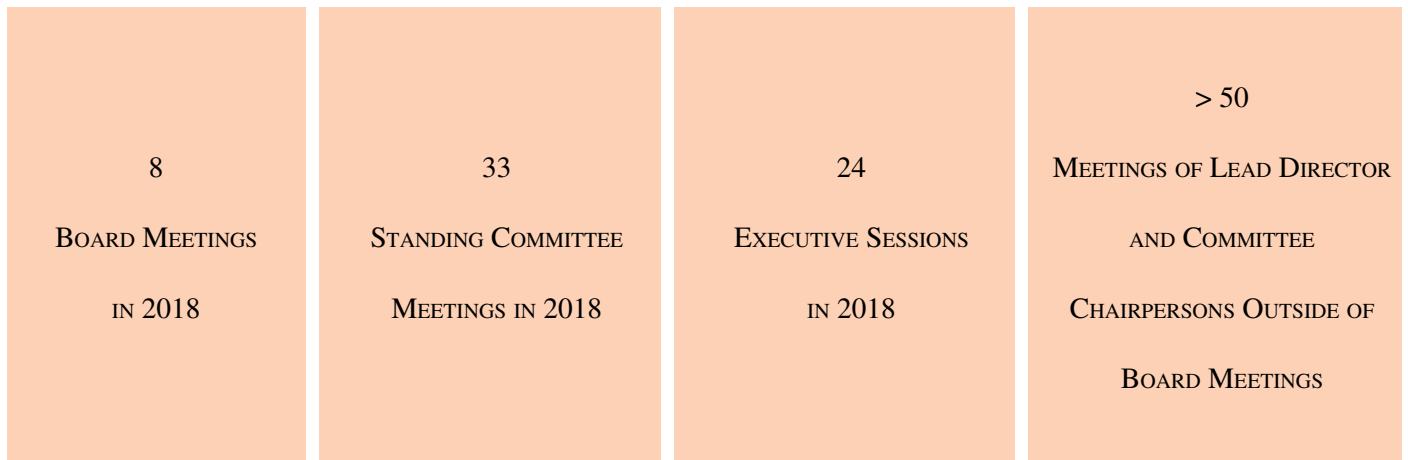 8
Board Meetings
in 2018
33
Standing Committee
Meetings in 2018
24
Executive Sessions
in 2018
> 50
Meetings of Lead Director
and Committee
Chairpersons Outside of
Board Meetings